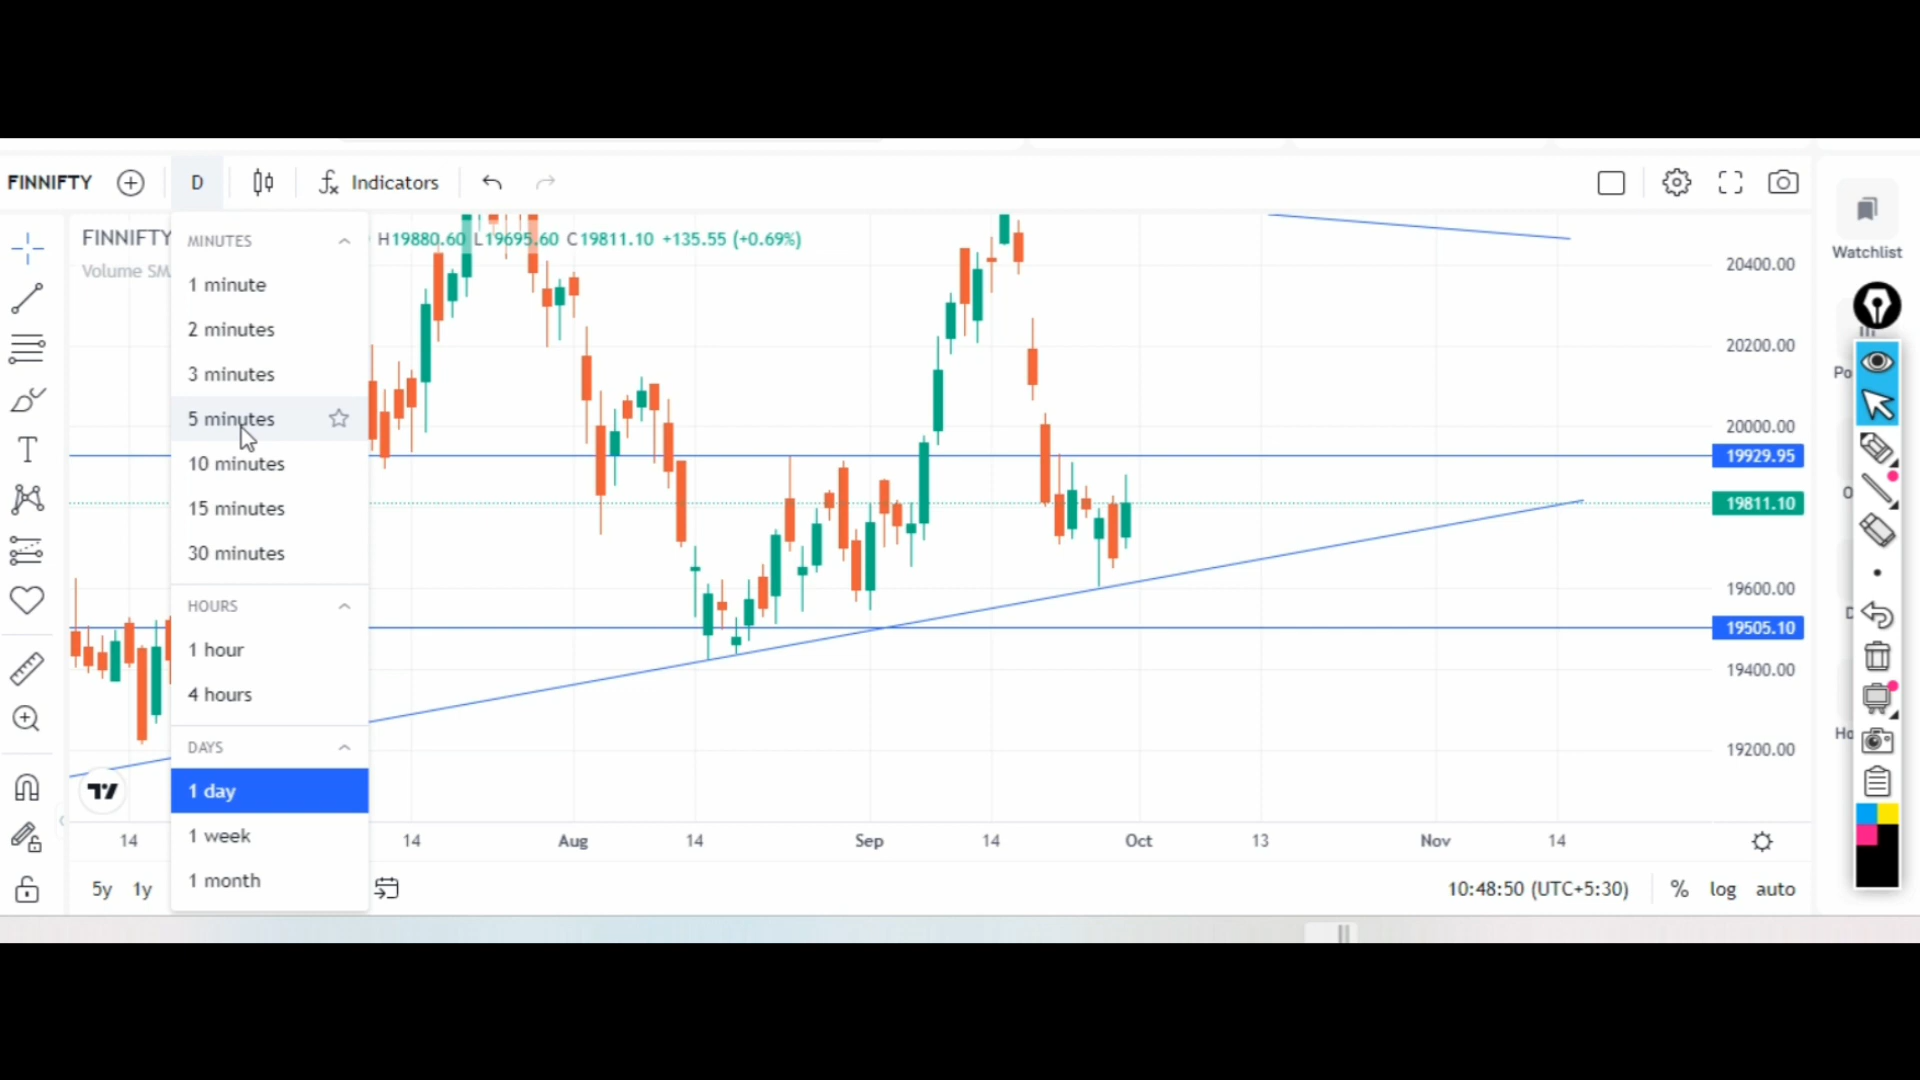 FINNIFTY
D
Indicators
FINNIFTY
H19880.60 L19695.60 C19811.10 +135.55 (+0.69%)
Volume SM
MINUTES
1 minute
2 minutes
3 minutes
5 minutes
10 minutes
15 minutes
30 minutes
HOURS
1 hour
4 hours
DAYS
1 day
1 week
1 month
20400.00
20200.00
20000.00
19929.95
19811.10
19600.00
19505.10
19400.00
19200.00
14
14
Aug
14
Sep
14
Oct
13
Nov
14
5y 1y
10:48:50 (UTC+5:30)
% log auto
Watchlist
Po
O
D
Ho